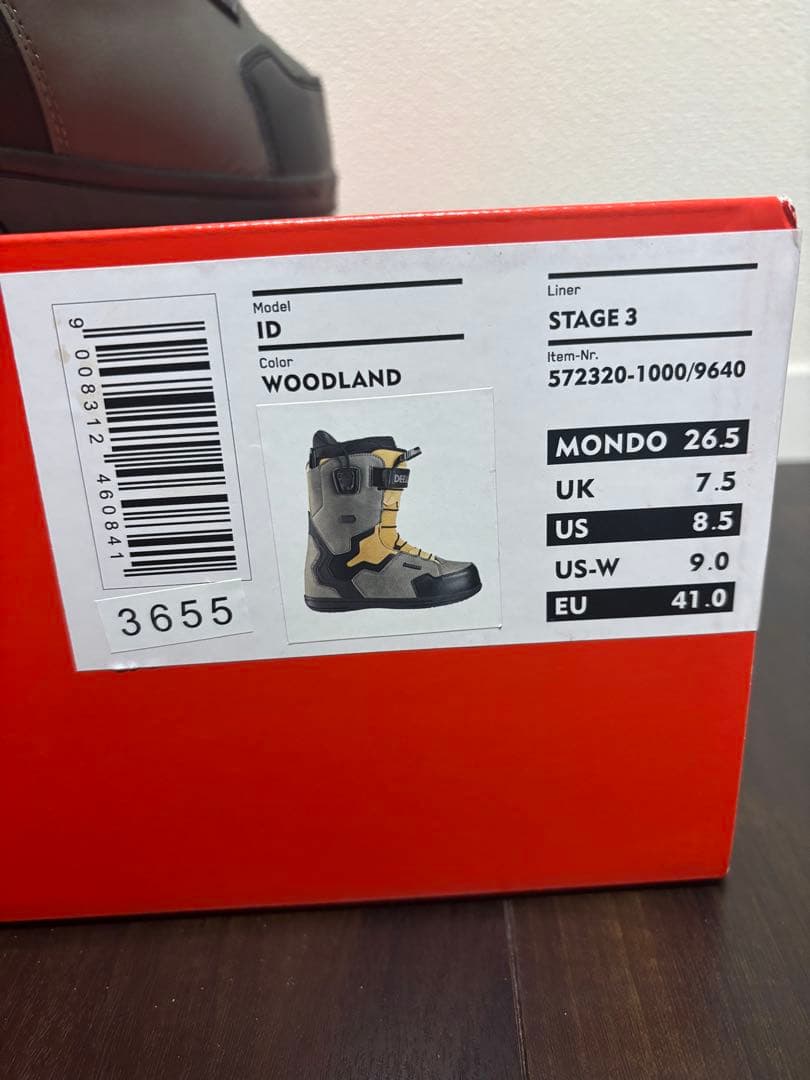 9 008312 460841
3655
Model
ID
Color
WOODLAND
Liner
STAGE 3
Item-Nr.
572320-1000/9640
MONDO 26.5
UK 7.5
US 8.5
US-W 9.0
EU 41.0